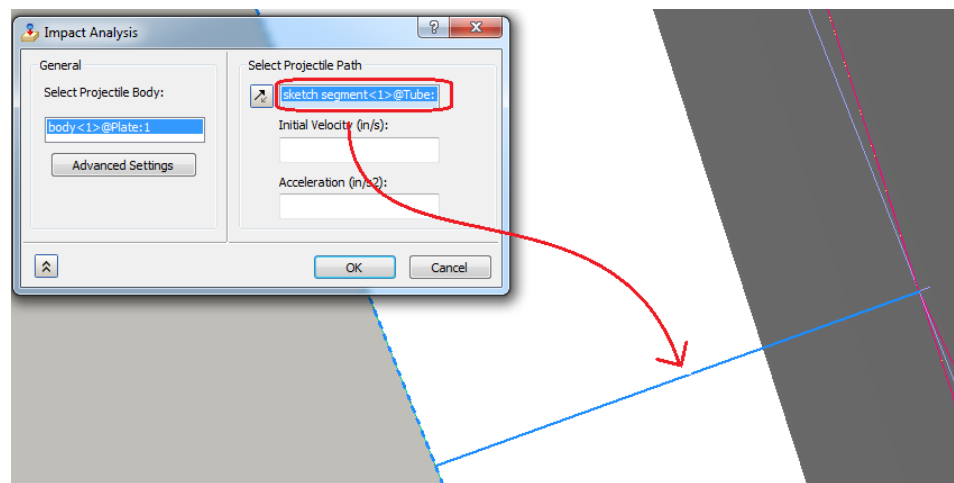 Impact Analysis
General
Select Projectile Body:
body<1>@Plate:1
Advanced Settings
Select Projectile Path
sketch segment<1>@Tube:
Initial Velocity (in/s):
Acceleration (in/s2):
OK
Cancel